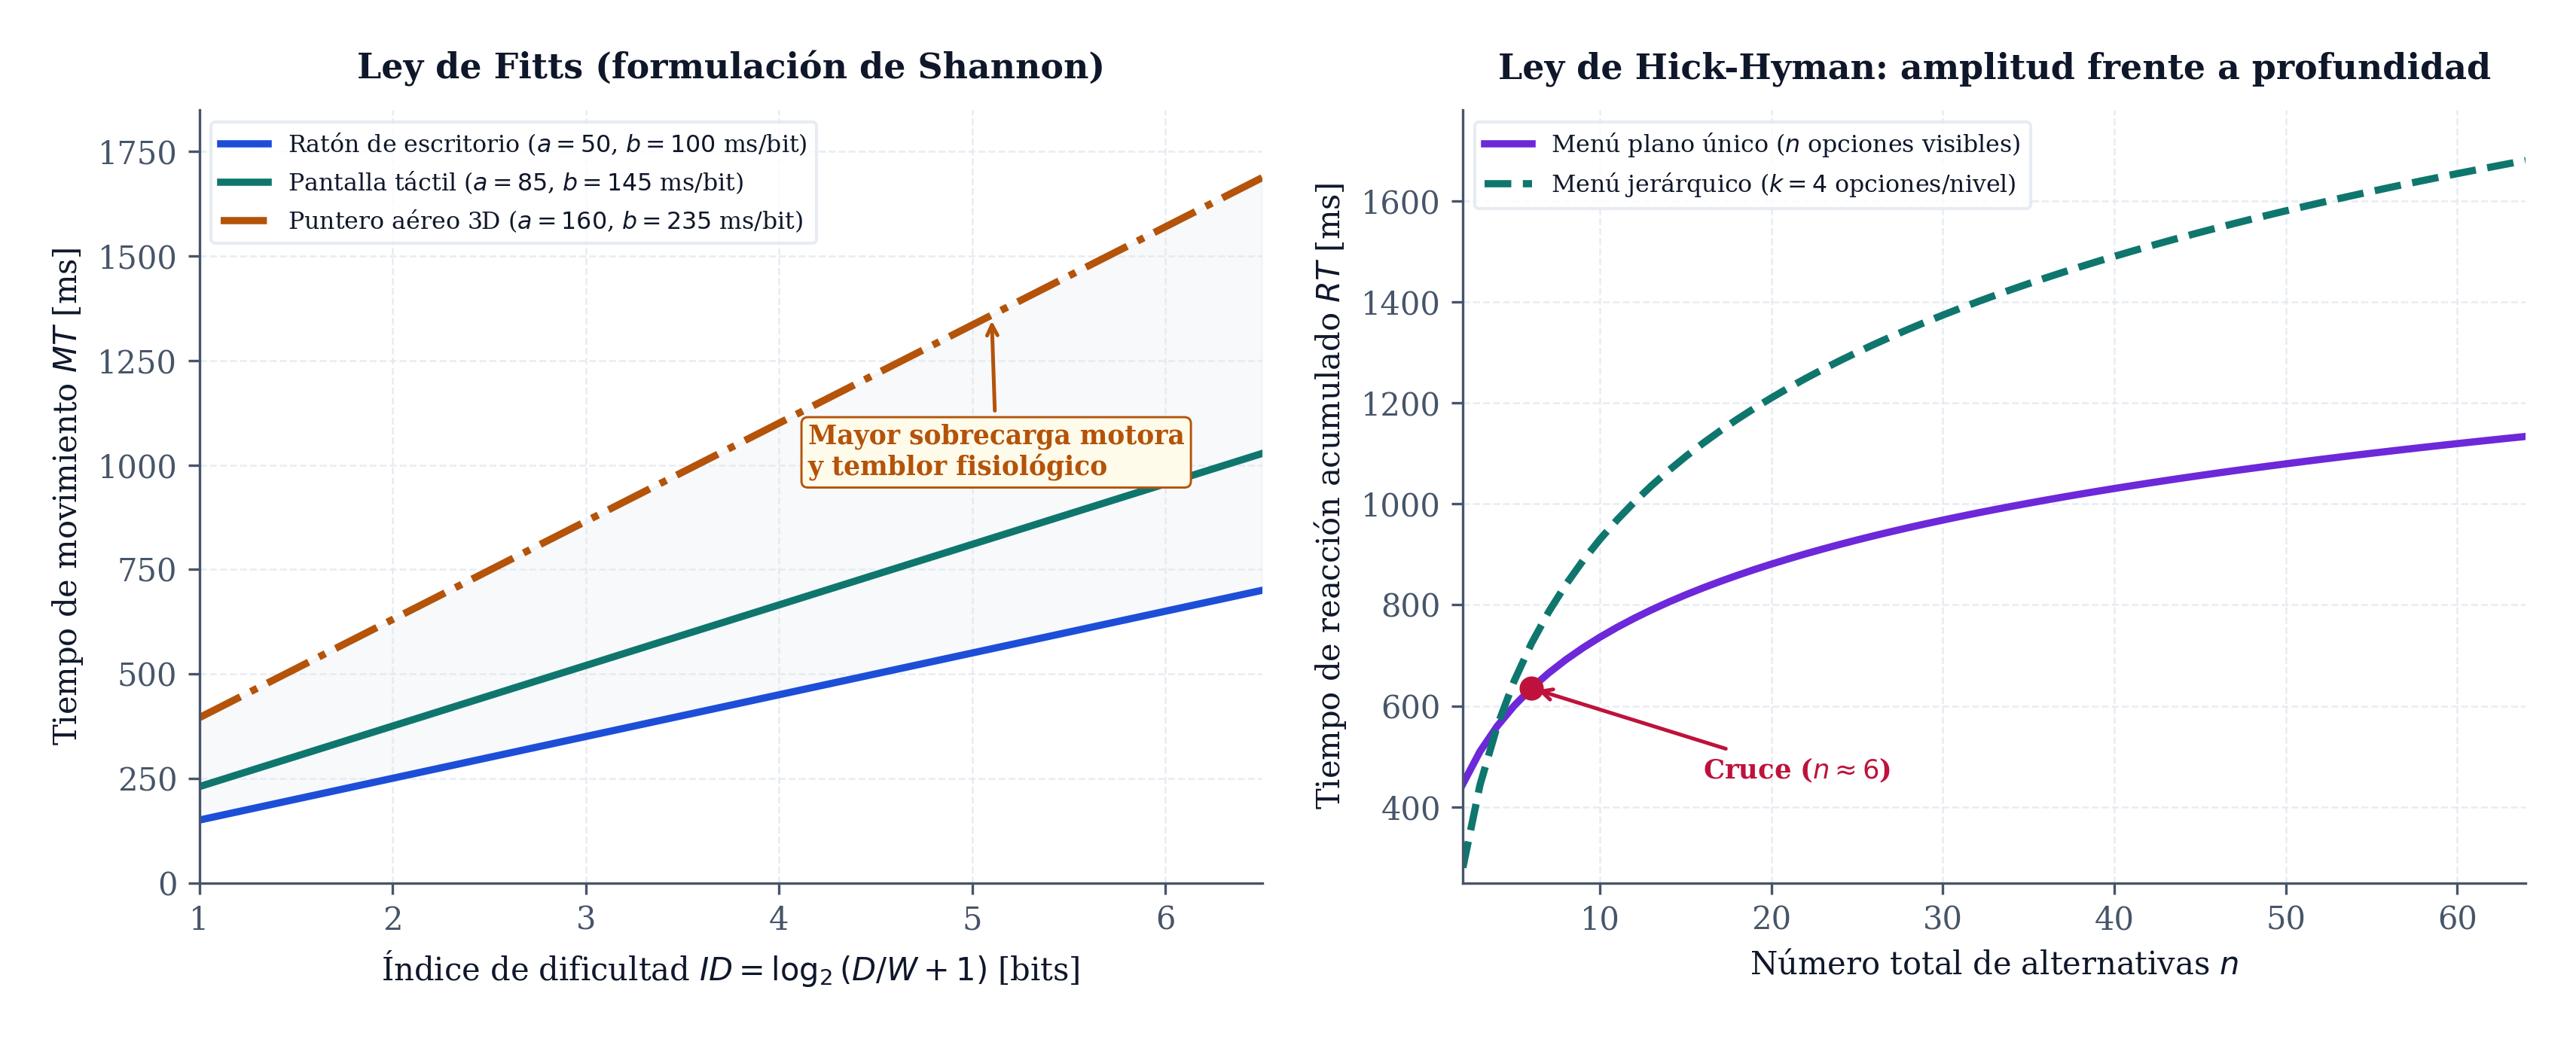 Ley de Fitts (formulación de Shannon)
Ratón de escritorio (a = 50, b = 100 ms/bit)
Pantalla táctil (a = 85, b = 145 ms/bit)
Puntero aéreo 3D (a = 160, b = 235 ms/bit)
Tiempo de movimiento MT [ms]
1750
1500
1250
1000
750
500
250
0
Mayor sobrecarga motora
y temblor fisiológico
1 2 3 4 5 6
Índice de dificultad ID = log₂ (D/W + 1) [bits]
Ley de Hick-Hyman: amplitud frente a profundidad
Menú plano único (n opciones visibles)
Menú jerárquico (k = 4 opciones/nivel)
Tiempo de reacción acumulado RT [ms]
1600
1400
1200
1000
800
600
400
Cruce (n ≈ 6)
10 20 30 40 50 60
Número total de alternativas n